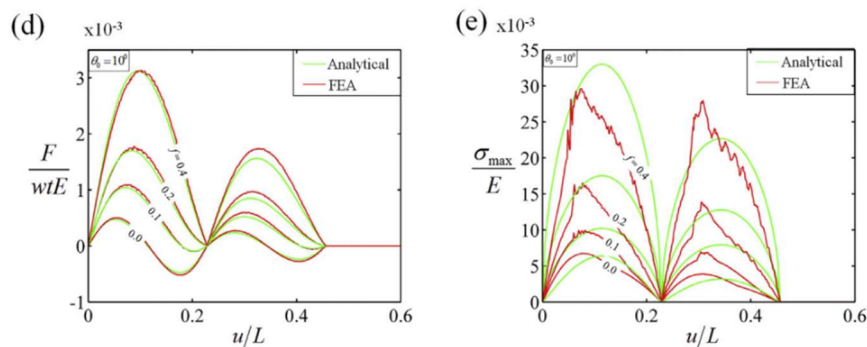 (d)
x10⁻³
θ₀ = 10⁰
Analytical
FEA
3
2
1
0
-1
F
wtE
f = 0.4
0.2
0.1
0.0
0
0.2
0.4
0.6
u/L
(e)
x10⁻³
θ₀ = 10⁰
Analytical
FEA
35
30
25
20
15
10
5
0
σmax
E
f = 0.4
0.2
0.1
0.0
0
0.2
0.4
0.6
u/L